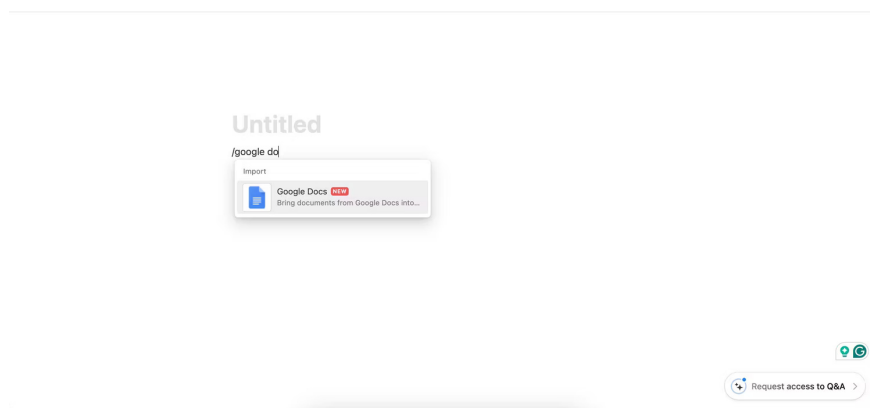 Untitled
/google do
Import
Google Docs NEW
Bring documents from Google Docs into...
Request access to Q&A